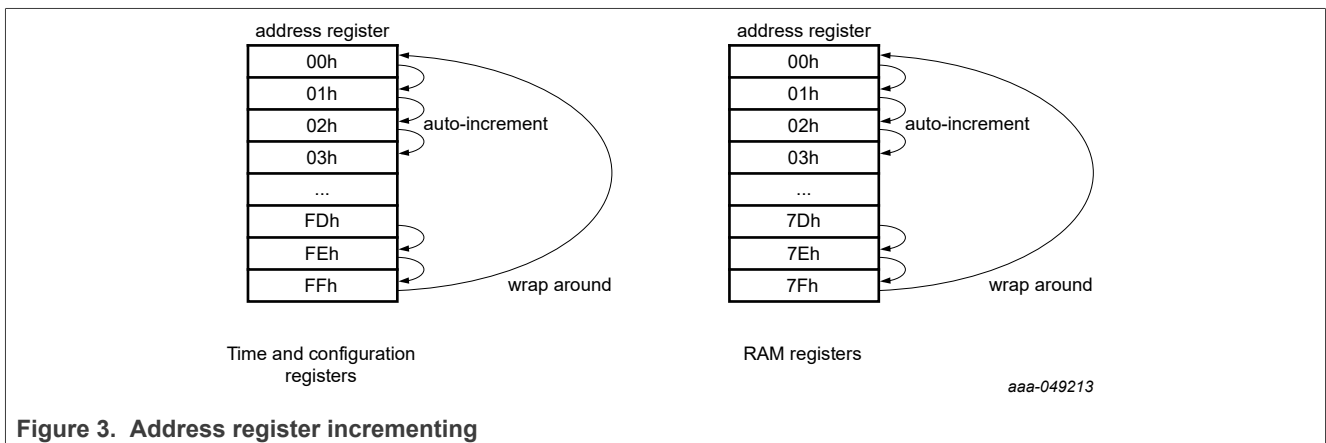 address register
00h
01h
02h
03h
...
FDh
FEh
FFh
auto-increment
wrap around
Time and configuration
registers
address register
00h
01h
02h
03h
...
7Dh
7Eh
7Fh
auto-increment
wrap around
RAM registers
aaa-049213
Figure 3. Address register incrementing